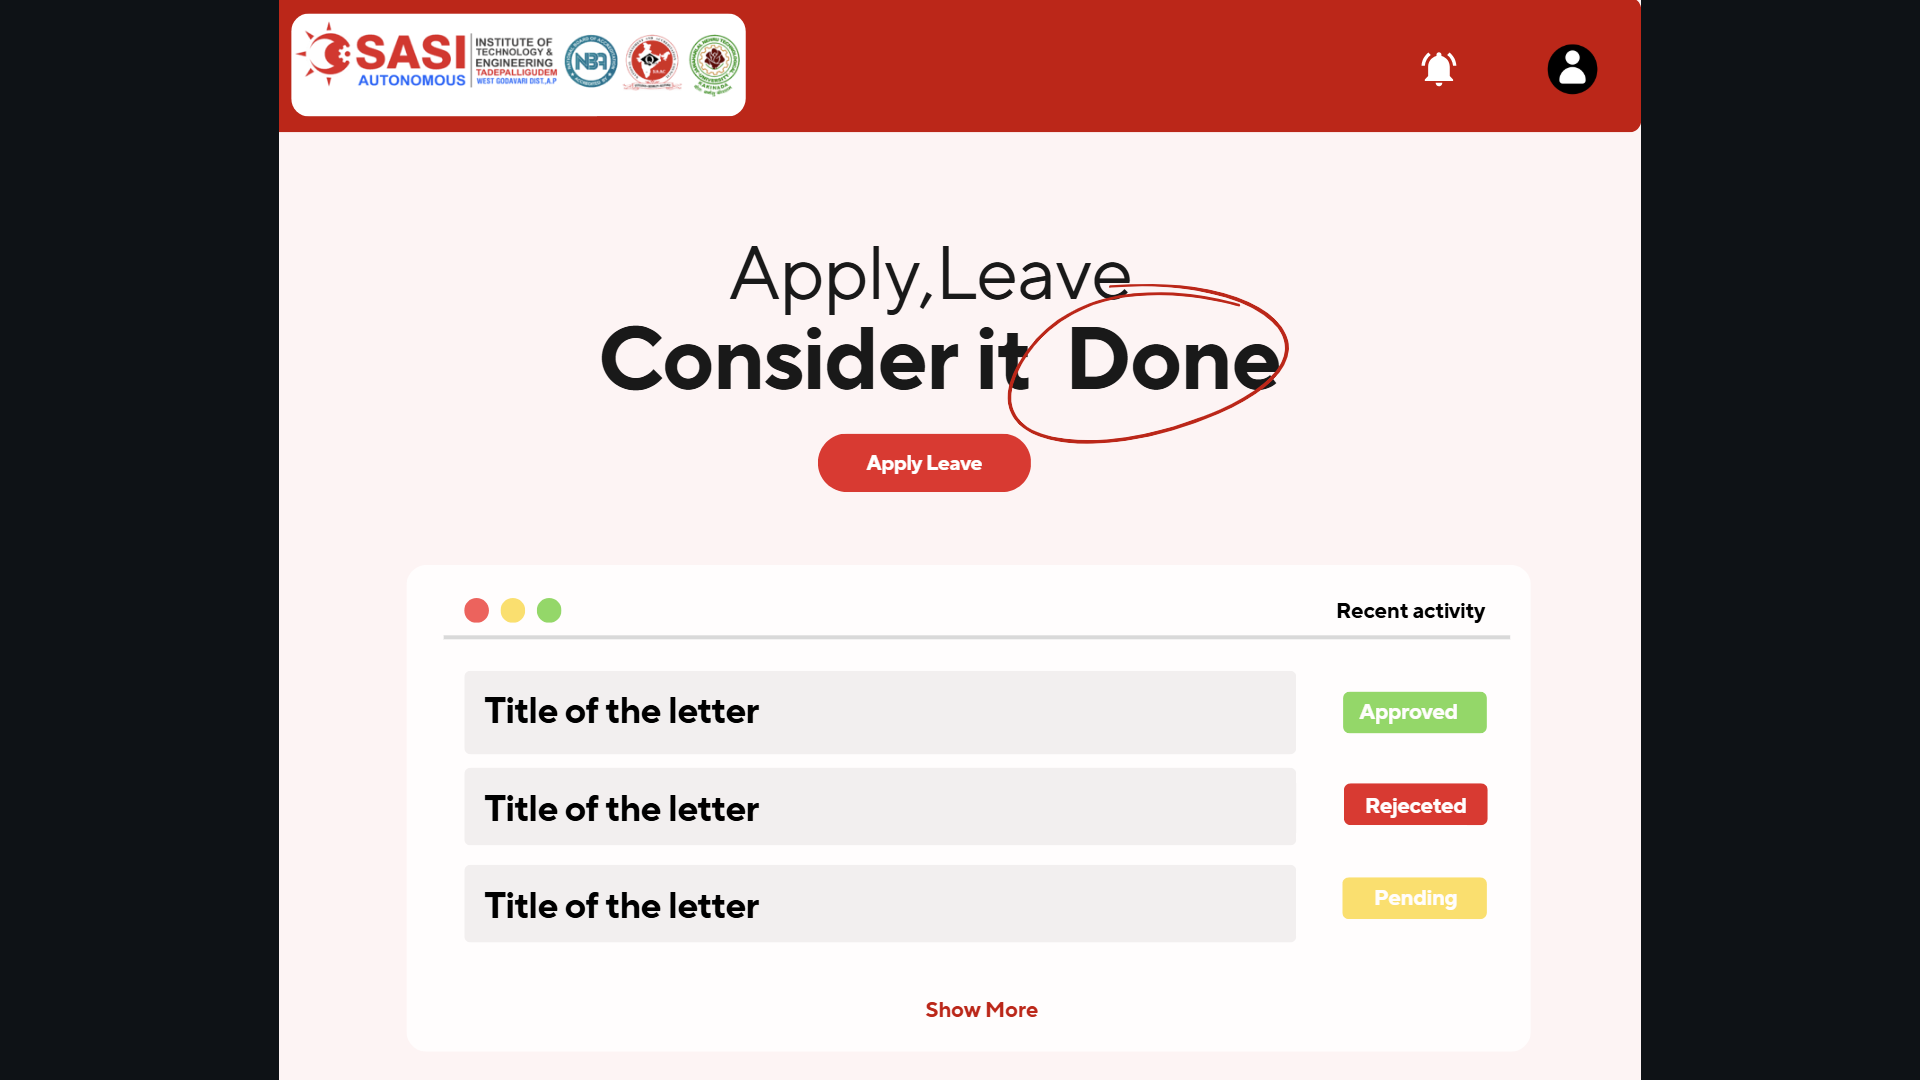 SASI
AUTONOMOUS
INSTITUTE OF
TECHNOLOGY &
ENGINEERING
TADEPALLIGUDEM
WEST GODAVARI DIST.,A.P
NBA
Apply,Leave
Consider it Done
Apply Leave
Recent activity
Title of the letter
Approved
Title of the letter
Rejeceted
Title of the letter
Pending
Show More